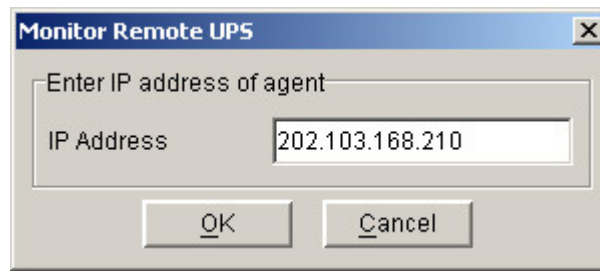 Monitor Remote UPS
Enter IP address of agent
IP Address 202.103.168.210
OK Cancel